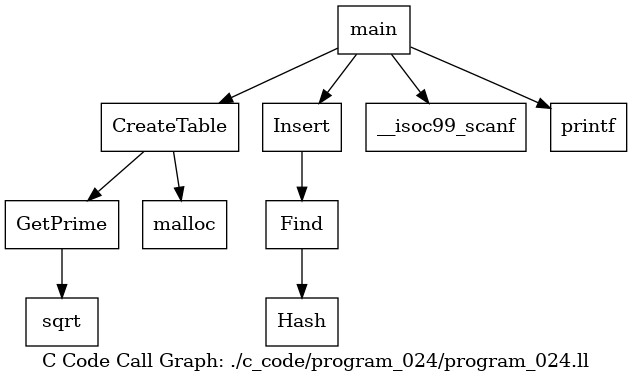 main
CreateTable
Insert
__isoc99_scanf
printf
GetPrime
malloc
Find
sqrt
Hash
C Code Call Graph: ./c_code/program_024/program_024.ll